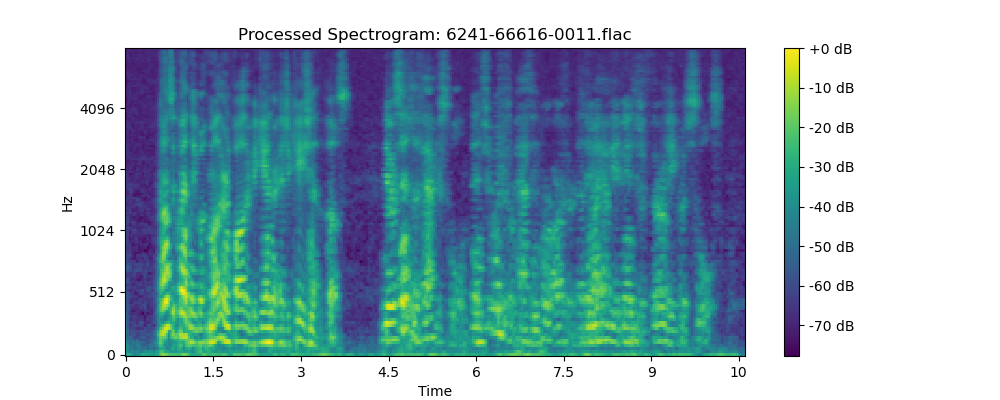 Processed Spectrogram: 6241-66616-0011.flac
Hz
4096
2048
1024
512
0
0 1.5 3 4.5 6 7.5 9 10
Time
+0 dB
-10 dB
-20 dB
-30 dB
-40 dB
-50 dB
-60 dB
-70 dB